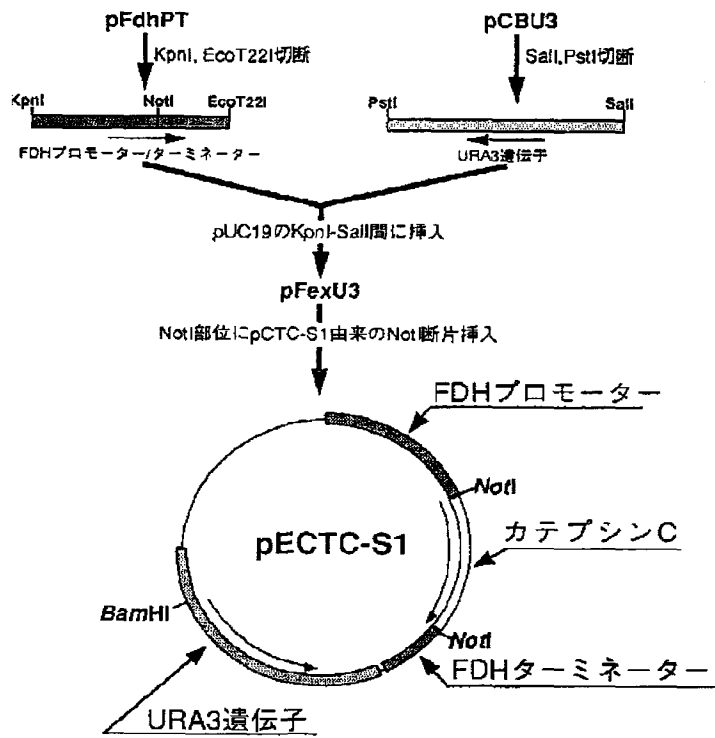 pFdhPT
pCBU3
KpnI, EcoT22I切断
SalI,PstI切断
KpnI
NotI
EcoT22I
PstI
SalI
FDHプロモーター/ターミネーター
URA3遺伝子
pUC19のKpnI-SalI間に挿入
pFexU3
NotI部位にpCTC-S1由来のNotI断片挿入
FDHプロモーター
NotI
pECTC-S1
カテプシンC
BamHI
NotI
FDHターミネーター
URA3遺伝子